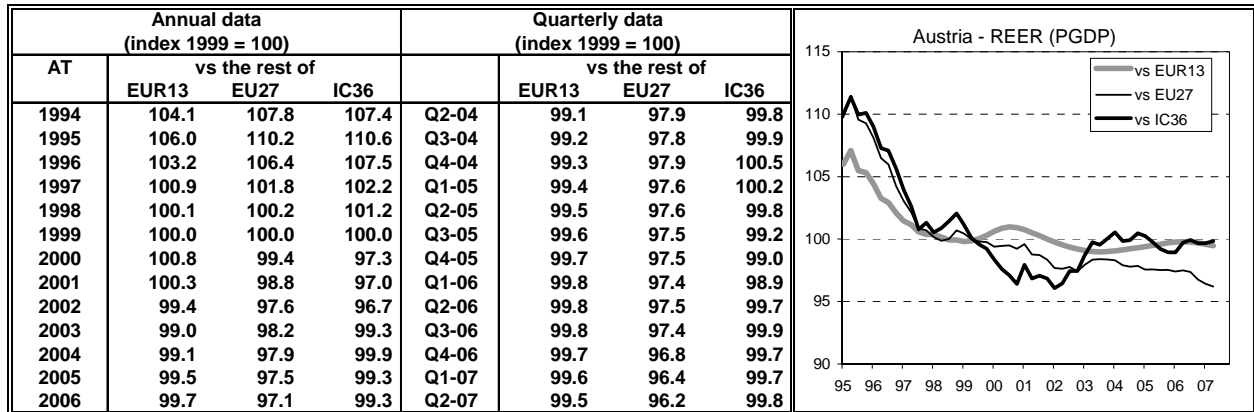 Annual data Quarterly data
(index 1999 = 100) (index 1999 = 100)
AT vs the rest of vs the rest of
EUR13 EU27 IC36 EUR13 EU27 IC36
1994 104.1 107.8 107.4 Q2-04 99.1 97.9 99.8
1995 106.0 110.2 110.6 Q3-04 99.2 97.8 99.9
1996 103.2 106.4 107.5 Q4-04 99.3 97.9 100.5
1997 100.9 101.8 102.2 Q1-05 99.4 97.6 100.2
1998 100.1 100.2 101.2 Q2-05 99.5 97.6 99.8
1999 100.0 100.0 100.0 Q3-05 99.6 97.5 99.2
2000 100.8 99.4 97.3 Q4-05 99.7 97.5 99.0
2001 100.3 98.8 97.0 Q1-06 99.8 97.4 98.9
2002 99.4 97.6 96.7 Q2-06 99.8 97.5 99.7
2003 99.0 98.2 99.3 Q3-06 99.8 97.4 99.9
2004 99.1 97.9 99.9 Q4-06 99.7 96.8 99.7
2005 99.5 97.5 99.3 Q1-07 99.6 96.4 99.7
2006 99.7 97.1 99.3 Q2-07 99.5 96.2 99.8
Austria - REER (PGDP)
115
110
105
100
95
90
95 96 97 98 99 00 01 02 03 04 05 06 07
vs EUR13
vs EU27
vs IC36